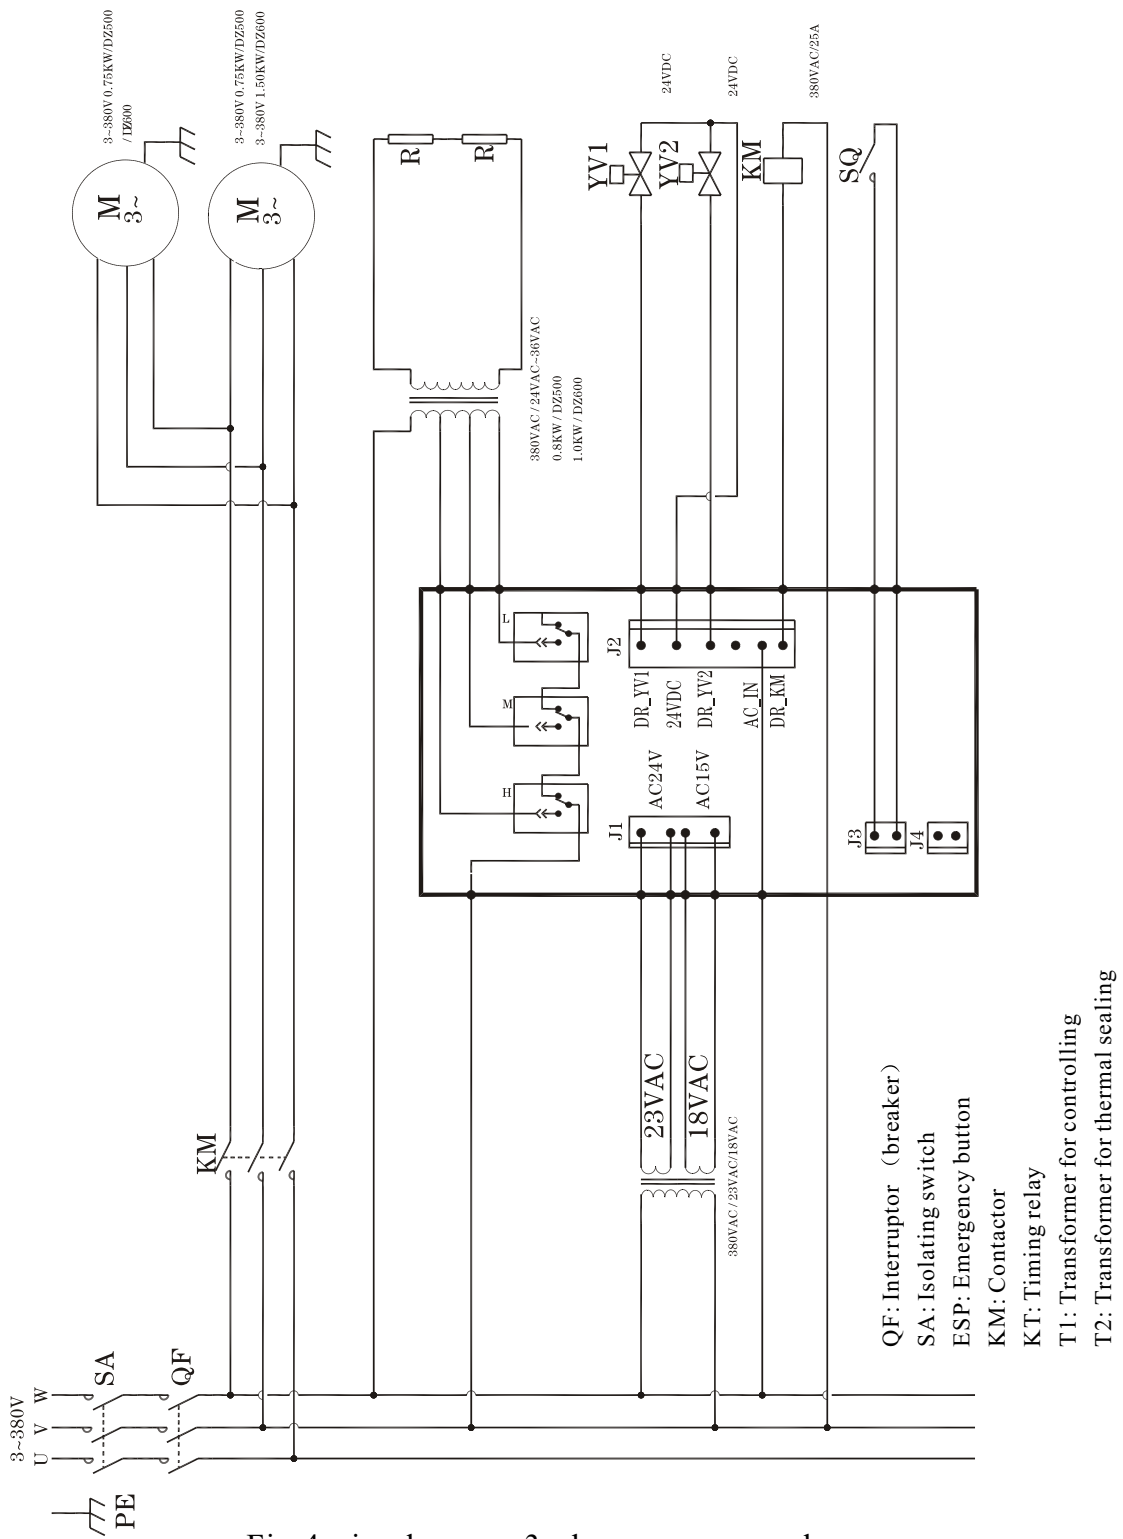 3~380V 0.75KW/DZ500
/DZ600
3~380V 0.75KW/DZ500
3~380V 1.50KW/DZ600
M
3~
M
3~
R
R
380VAC / 24VAC~36VAC
0.8KW / DZ500
1.0KW / DZ600
24VDC
24VDC
380VAC/25A
YV1
YV2
KM
SQ
L
M
H
J2
DR_YV1
24VDC
DR_YV2
AC_IN
DR_KM
J1
AC24V
AC15V
J3
J4
KM
23VAC
18VAC
380VAC / 23VAC/18VAC
3~380V
U
V
W
SA
QF
PE
QF: Interruptor （breaker）
SA: Isolating switch
ESP: Emergency button
KM: Contactor
KT: Timing relay
T1: Transformer for controlling
T2: Transformer for thermal sealing